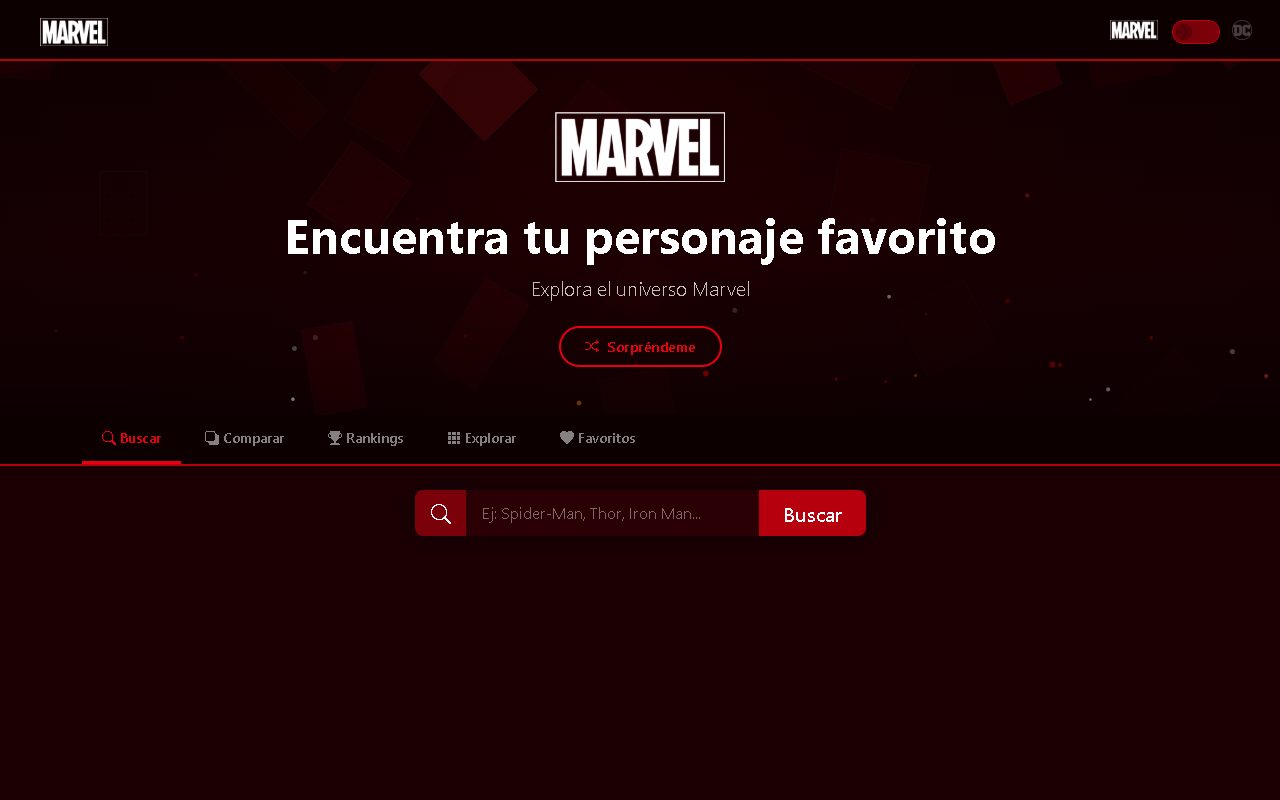 MARVEL
MARVEL
DC
MARVEL
Encuentra tu personaje favorito
Explora el universo Marvel
Sorpréndeme
Buscar
Comparar
Rankings
Explorar
Favoritos
Ej: Spider-Man, Thor, Iron Man...
Buscar